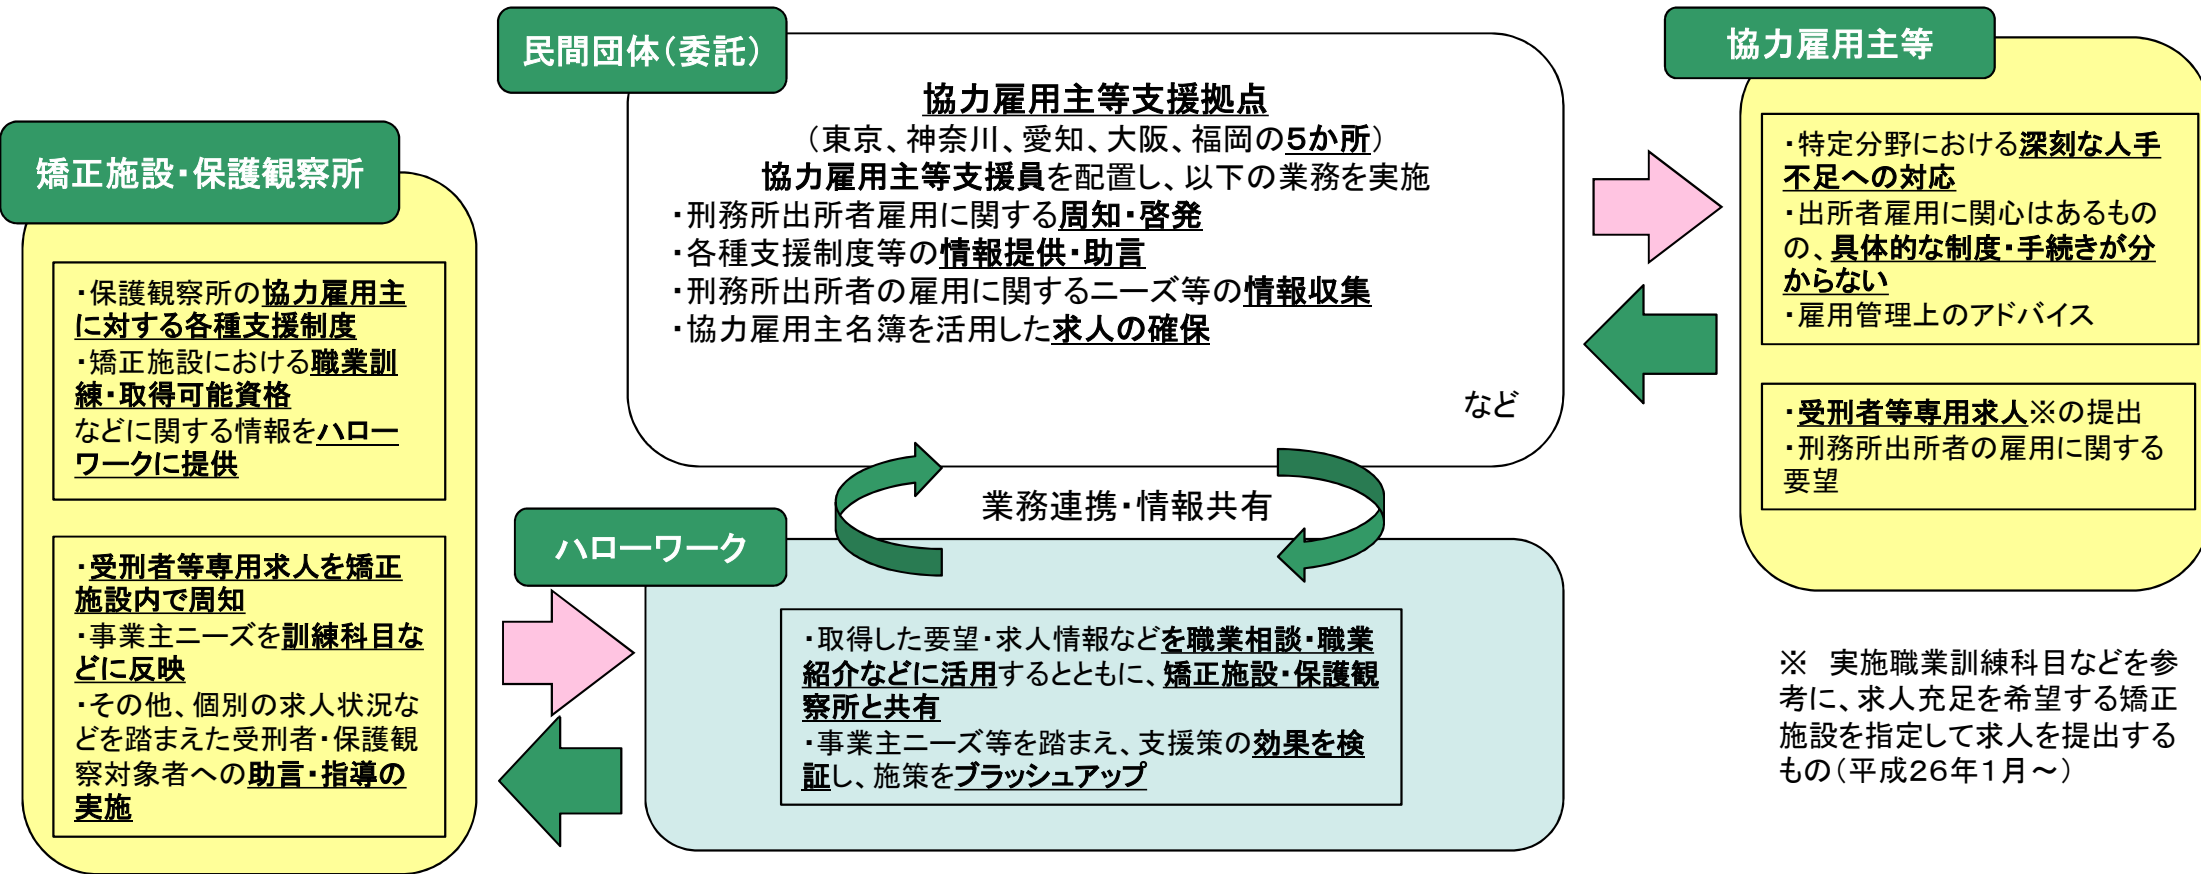 民間団体(委託)
協力雇用主等支援拠点
(東京、神奈川、愛知、大阪、福岡の5か所)
協力雇用主等支援員を配置し、以下の業務を実施
・刑務所出所者雇用に関する周知・啓発
・各種支援制度等の情報提供・助言
・刑務所出所者の雇用に関するニーズ等の情報収集
・協力雇用主名簿を活用した求人の確保
など
協力雇用主等
・特定分野における深刻な人手
不足への対応
・出所者雇用に関心はあるもの
の、具体的な制度・手続きが分
からない
・雇用管理上のアドバイス
・受刑者等専用求人※の提出
・刑務所出所者の雇用に関する
要望
※ 実施職業訓練科目などを参
考に、求人充足を希望する矯正
施設を指定して求人を提出する
もの(平成26年1月～)
矯正施設・保護観察所
・保護観察所の協力雇用主
に対する各種支援制度
・矯正施設における職業訓
練・取得可能資格
などに関する情報をハロー
ワークに提供
・受刑者等専用求人を矯正
施設内で周知
・事業主ニーズを訓練科目な
どに反映
・その他、個別の求人状況な
どを踏まえた受刑者・保護観
察対象者への助言・指導の
実施
業務連携・情報共有
ハローワーク
・取得した要望・求人情報などを職業相談・職業
紹介などに活用するとともに、矯正施設・保護観
察所と共有
・事業主ニーズ等を踏まえ、支援策の効果を検
証し、施策をブラッシュアップ